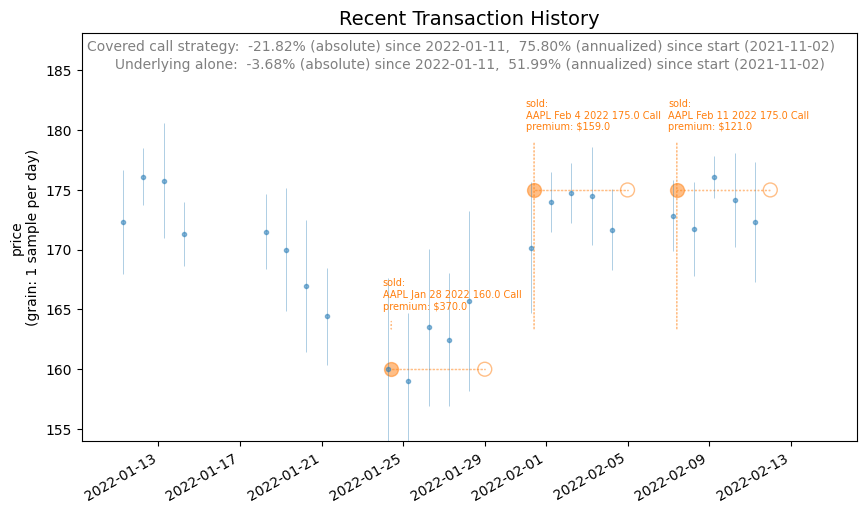 Recent Transaction History
Covered call strategy:  -21.82% (absolute) since 2022-01-11,  75.80% (annualized) since start (2021-11-02)
Underlying alone:  -3.68% (absolute) since 2022-01-11,  51.99% (annualized) since start (2021-11-02)
price
(grain: 1 sample per day)
185
180
175
170
165
160
155
sold:
AAPL Jan 28 2022 160.0 Call
premium: $370.0
sold:
AAPL Feb 4 2022 175.0 Call
premium: $159.0
sold:
AAPL Feb 11 2022 175.0 Call
premium: $121.0
2022-01-13
2022-01-17
2022-01-21
2022-01-25
2022-01-29
2022-02-01
2022-02-05
2022-02-09
2022-02-13